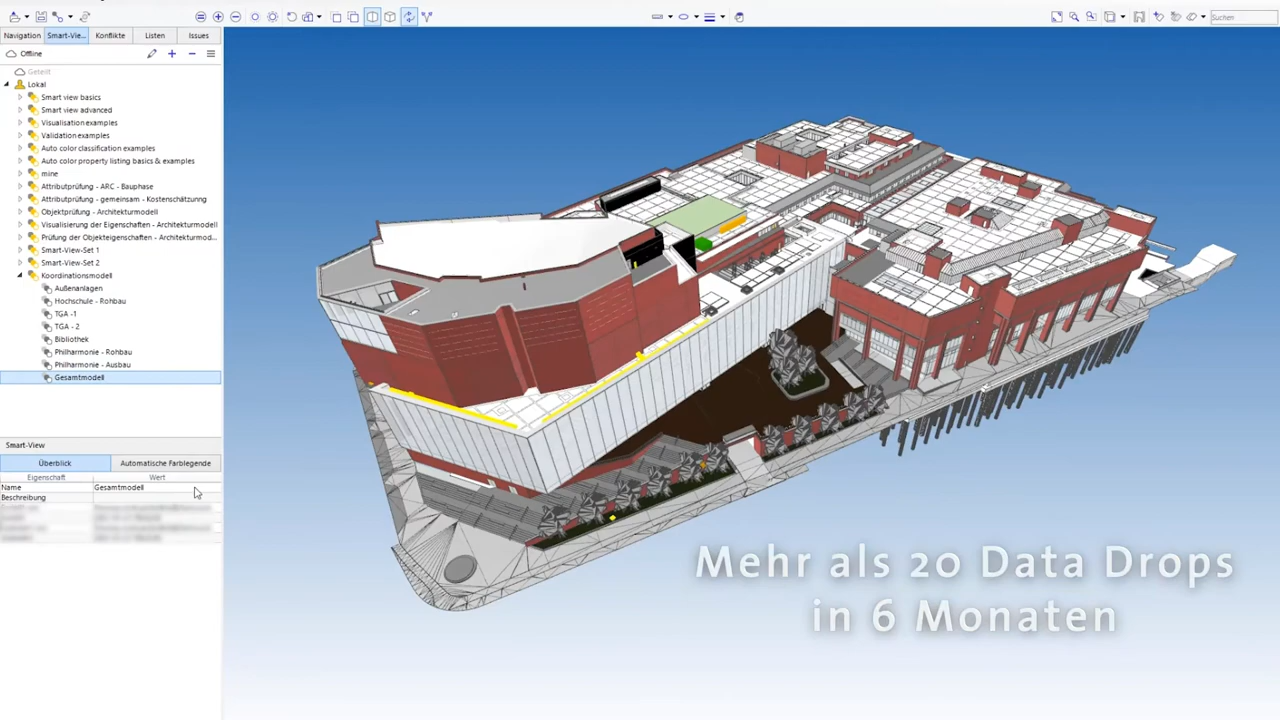 Suchen
Navigation
Smart-Vie...
Konflikte
Listen
Issues
Offline
Geteilt
Lokal
Smart view basics
Smart view advanced
Visualisation examples
Validation examples
Auto color classification examples
Auto color property listing basics & examples
mine
Attributprüfung - ARC - Bauphase
Attributprüfung - gemeinsam - Kostenschätzung
Objektprüfung - Architekturmodell
Visualisierung der Eigenschaften - Architekturmodell
Prüfung der Objekteigenschaften - Architekturmod...
Smart-View-Set 1
Smart-View-Set 2
Koordinationsmodel
Außenanlagen
Hochschule - Rohbau
TGA -1
TGA - 2
Bibliothek
Philharmonie - Rohbau
Philharmonie - Ausbau
Gesamtmodell
Smart-View
Überblick
Automatische Farblegende
Eigenschaft
Wert
Name
Gesamtmodell
Beschreibung
Mehr als 20 Data Drops
in 6 Monaten